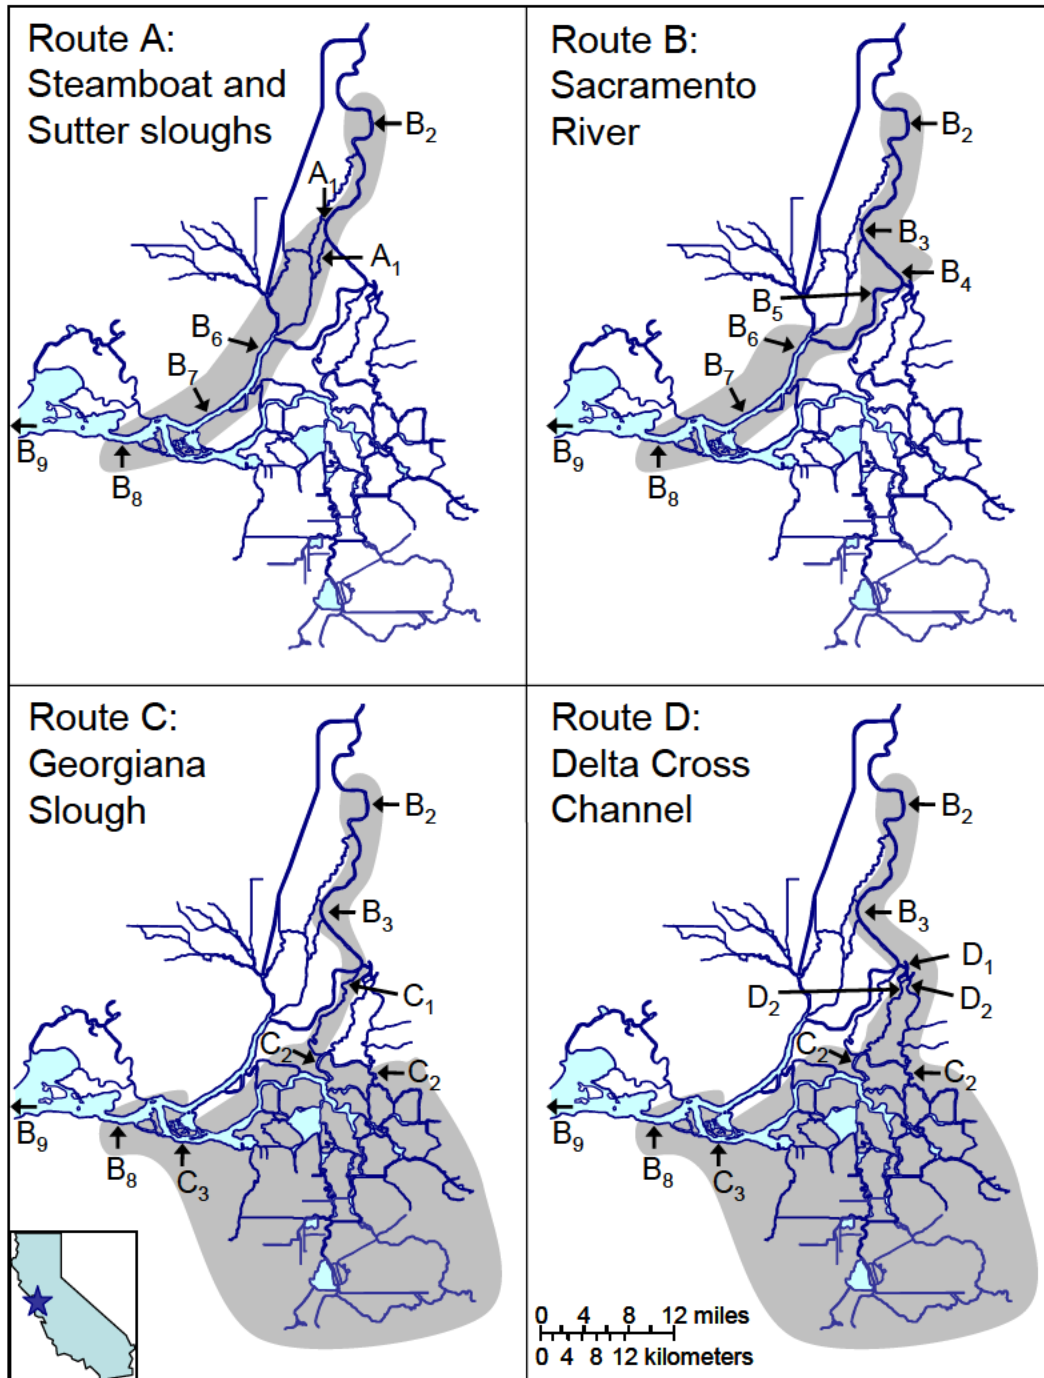 Route A:
Steamboat and
Sutter sloughs
B2
A1
A1
B6
B7
B9
B8
Route B:
Sacramento
River
B2
B3
B4
B5
B6
B7
B9
B8
Route C:
Georgiana
Slough
B2
B3
C1
C2
C2
B9
B8
C3
Route D:
Delta Cross
Channel
B2
B3
D1
D2
D2
C2
C2
B9
B8
C3
0 4 8 12 miles
0 4 8 12 kilometers